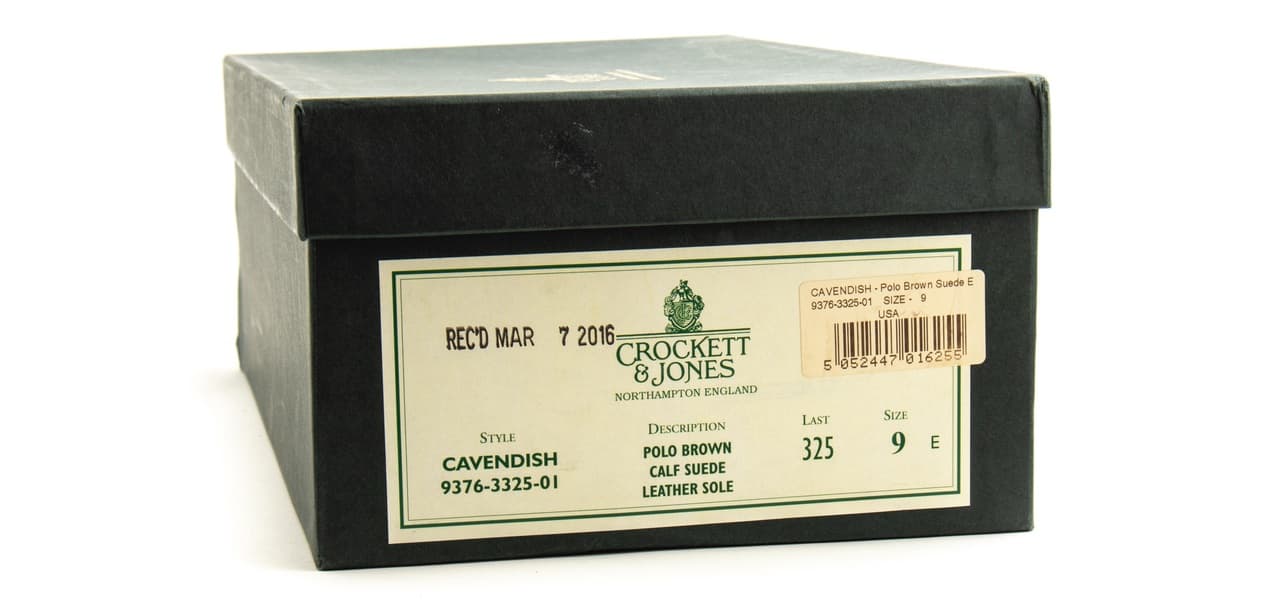 REC'D MAR 7 2016
CROCKETT
& JONES
NORTHAMPTON ENGLAND
CAVENDISH - Polo Brown Suede E
9376-3325-01 SIZE - 9
USA
5 052447 016255
STYLE
CAVENDISH
9376-3325-01
DESCRIPTION
POLO BROWN
CALF SUEDE
LEATHER SOLE
LAST
325
SIZE
9 E